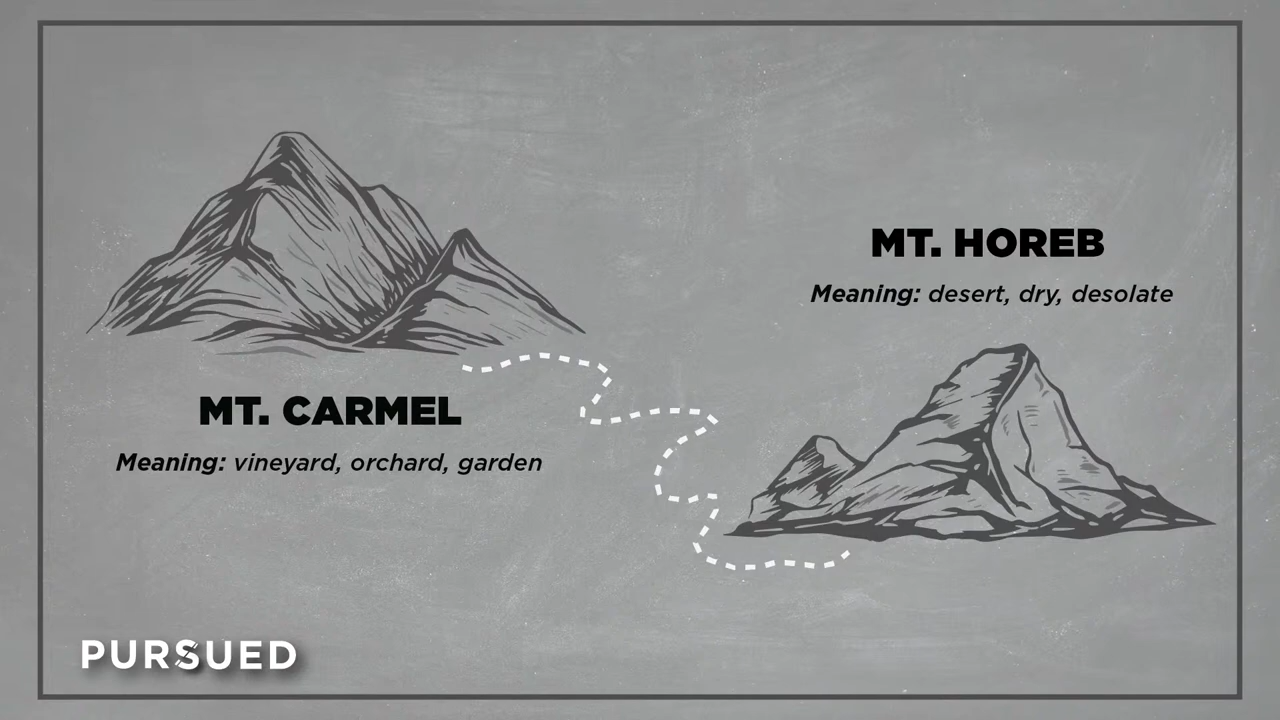 MT. CARMEL
Meaning: vineyard, orchard, garden
MT. HOREB
Meaning: desert, dry, desolate
PURSUED